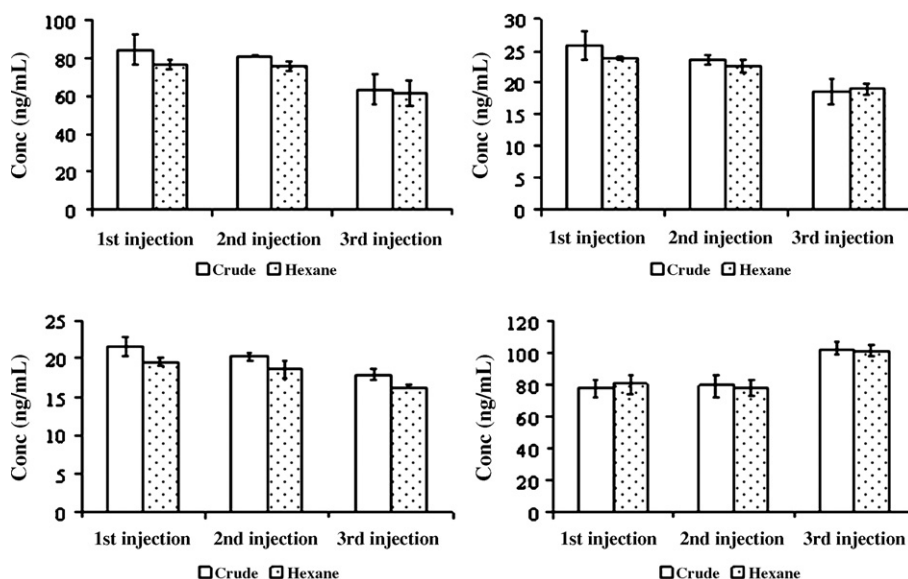 Conc (ng/mL)
100
80
60
40
20
0
1st injection 2nd injection 3rd injection
Crude Hexane
Conc (ng/mL)
30
25
20
15
10
5
0
1st injection 2nd injection 3rd injection
Crude Hexane
Conc (ng/mL)
25
20
15
10
5
0
1st injection 2nd injection 3rd injection
Crude Hexane
Conc (ng/mL)
120
100
80
60
40
20
0
1st injection 2nd injection 3rd injection
Crude Hexane